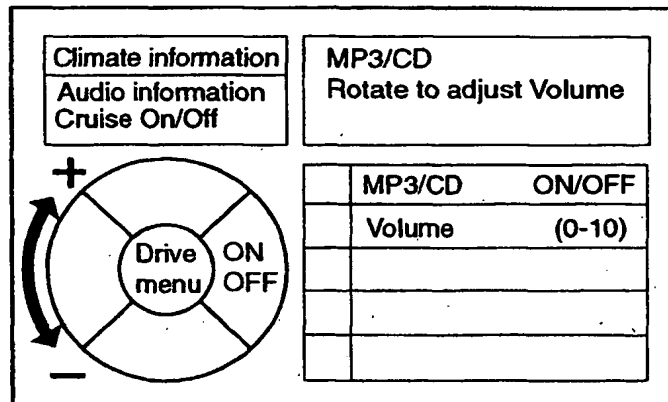 Climate information
Audio information
Cruise On/Off
MP3/CD
Rotate to adjust Volume
+
Drive menu
ON
OFF
−
MP3/CD ON/OFF
Volume (0-10)